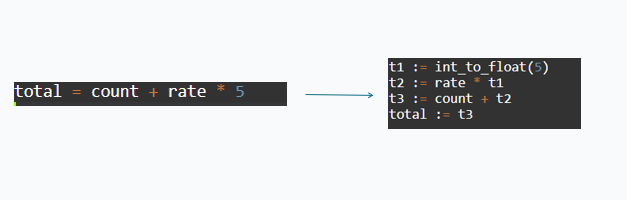 total = count + rate * 5
t1 := int_to_float(5)
t2 := rate * t1
t3 := count + t2
total := t3